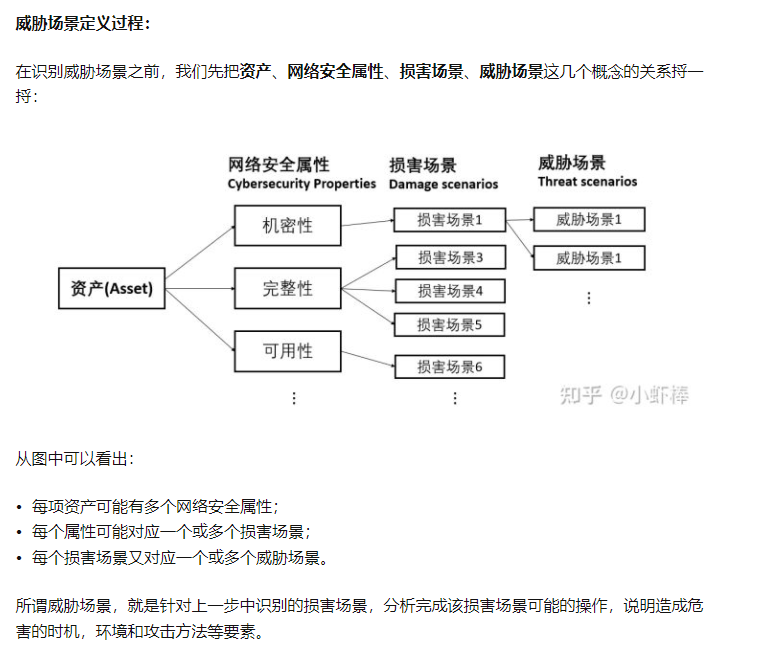 威胁场景定义过程：
在识别威胁场景之前，我们先把资产、网络安全属性、损害场景、威胁场景这几个概念的关系捋一
捋：
网络安全属性
Cybersecurity Properties
损害场景
Damage scenarios
威胁场景
Threat scenarios
机密性
损害场景1
威胁场景1
损害场景3
威胁场景1
资产(Asset)
完整性
损害场景4
损害场景5
可用性
损害场景6
知乎 @小虾棒
从图中可以看出：
• 每项资产可能有多个网络安全属性；
• 每个属性可能对应一个或多个损害场景；
• 每个损害场景又对应一个或多个威胁场景。
所谓威胁场景，就是针对上一步中识别的损害场景，分析完成该损害场景可能的操作，说明造成危
害的时机，环境和攻击方法等要素。